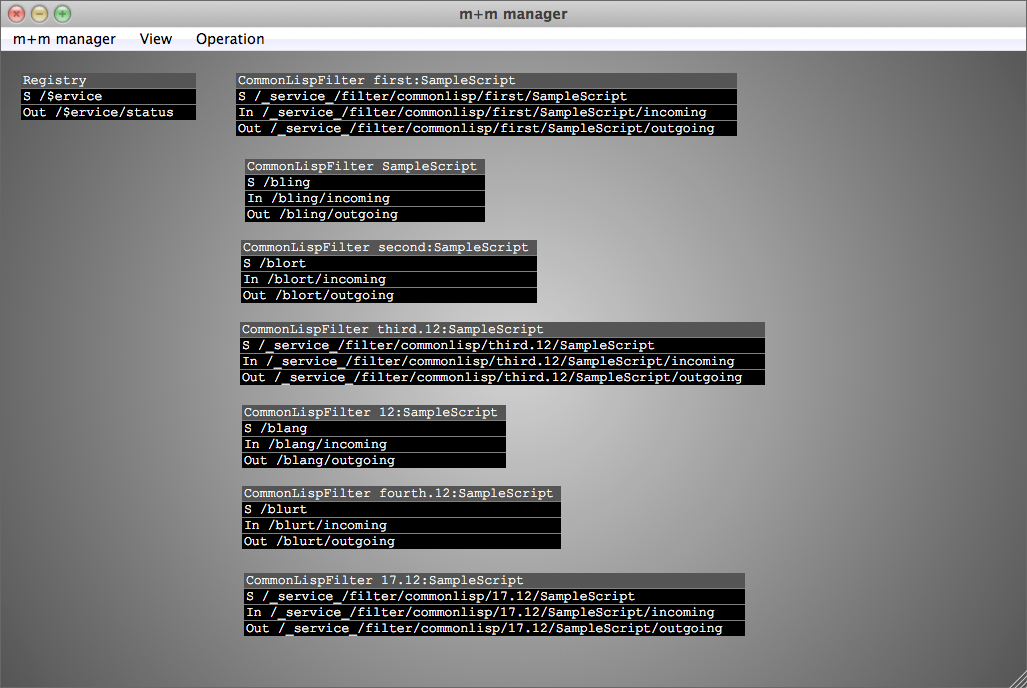 m+m manager
m+m manager View Operation
Registry
S /$ervice
Out /$ervice/status
CommonLispFilter first:SampleScript
S /_service_/filter/commonlisp/first/SampleScript
In /_service_/filter/commonlisp/first/SampleScript/incoming
Out /_service_/filter/commonlisp/first/SampleScript/outgoing
CommonLispFilter SampleScript
S /bling
In /bling/incoming
Out /bling/outgoing
CommonLispFilter second:SampleScript
S /blort
In /blort/incoming
Out /blort/outgoing
CommonLispFilter third.12:SampleScript
S /_service_/filter/commonlisp/third.12/SampleScript
In /_service_/filter/commonlisp/third.12/SampleScript/incoming
Out /_service_/filter/commonlisp/third.12/SampleScript/outgoing
CommonLispFilter 12:SampleScript
S /blang
In /blang/incoming
Out /blang/outgoing
CommonLispFilter fourth.12:SampleScript
S /blurt
In /blurt/incoming
Out /blurt/outgoing
CommonLispFilter 17.12:SampleScript
S /_service_/filter/commonlisp/17.12/SampleScript
In /_service_/filter/commonlisp/17.12/SampleScript/incoming
Out /_service_/filter/commonlisp/17.12/SampleScript/outgoing